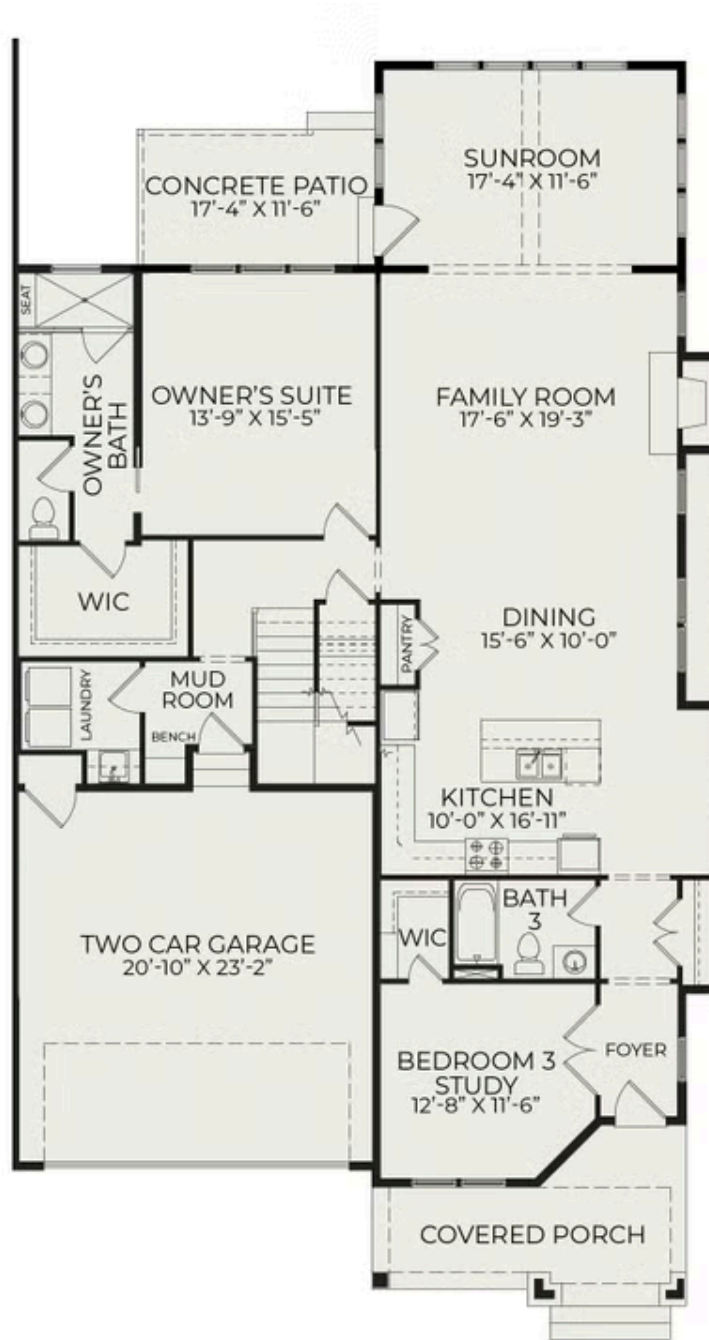 SUNROOM
17'-4" X 11'-6"
CONCRETE PATIO
17'-4" X 11'-6"
SEAT
OWNER'S SUITE
13'-9" X 15'-5"
FAMILY ROOM
17'-6" X 19'-3"
OWNER'S
BATH
WIC
DINING
15'-6" X 10'-0"
PANTRY
LAUNDRY
MUD
ROOM
BENCH
KITCHEN
10'-0" X 16'-11"
BATH
3
WIC
TWO CAR GARAGE
20'-10" X 23'-2"
FOYER
BEDROOM 3
STUDY
12'-8" X 11'-6"
COVERED PORCH